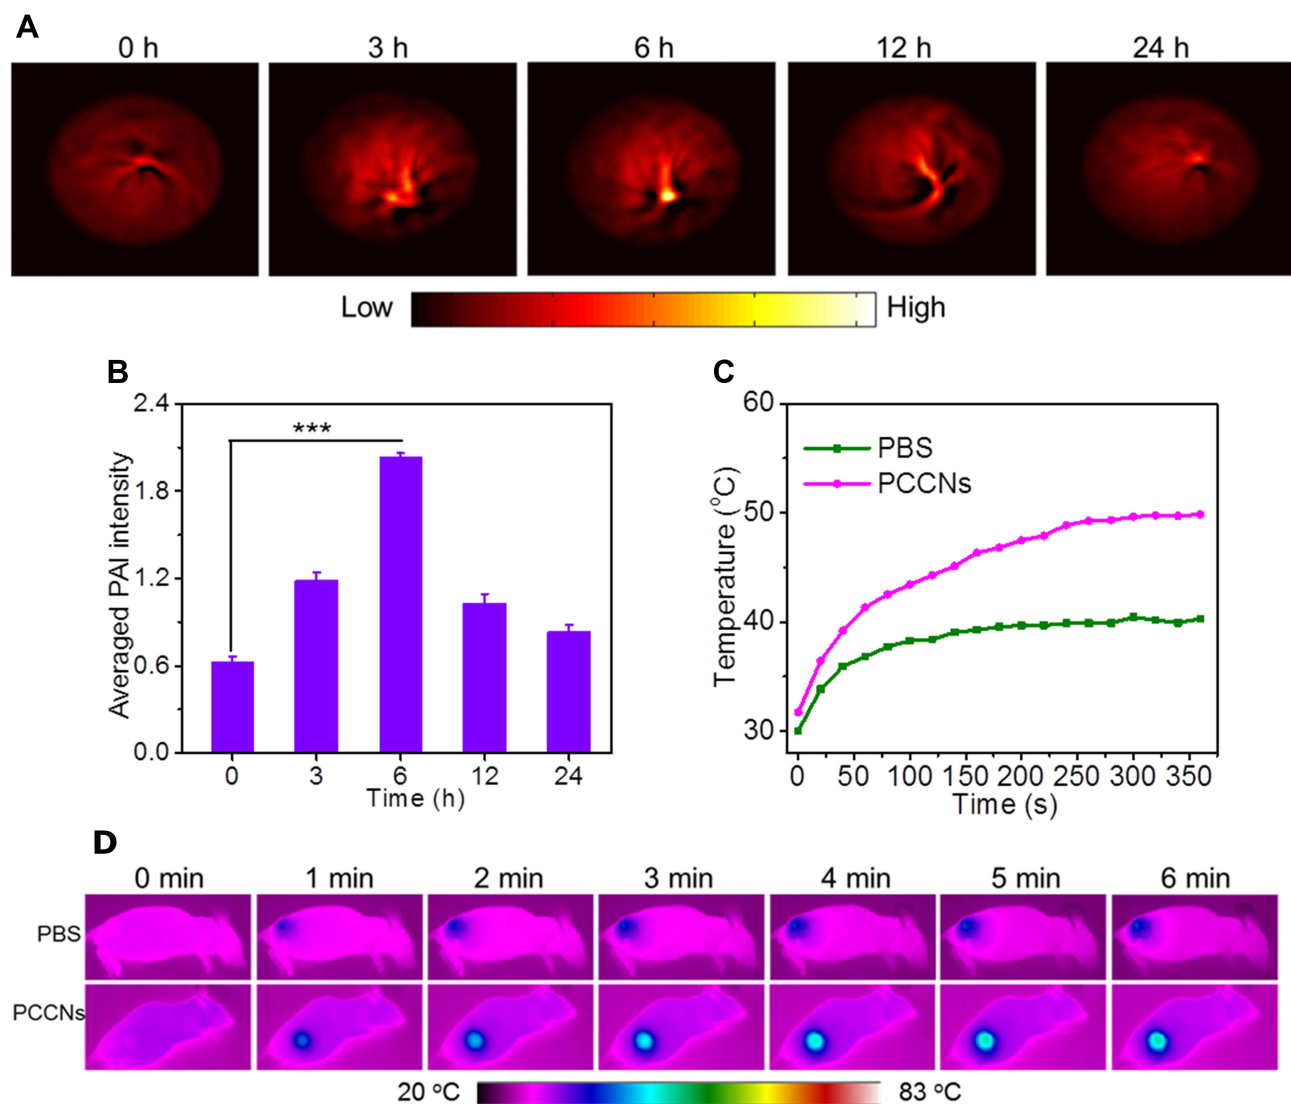 A
0 h 3 h 6 h 12 h 24 h
Low High
B
2.4
1.8
1.2
0.6
0.0
Averaged PAI intensity
***
0 3 6 12 24
Time (h)
C
60
50
40
30
Temperature (°C)
PBS
PCCNs
0 50 100 150 200 250 300 350
Time (s)
D
0 min 1 min 2 min 3 min 4 min 5 min 6 min
PBS
PCCNs
20 °C 83 °C